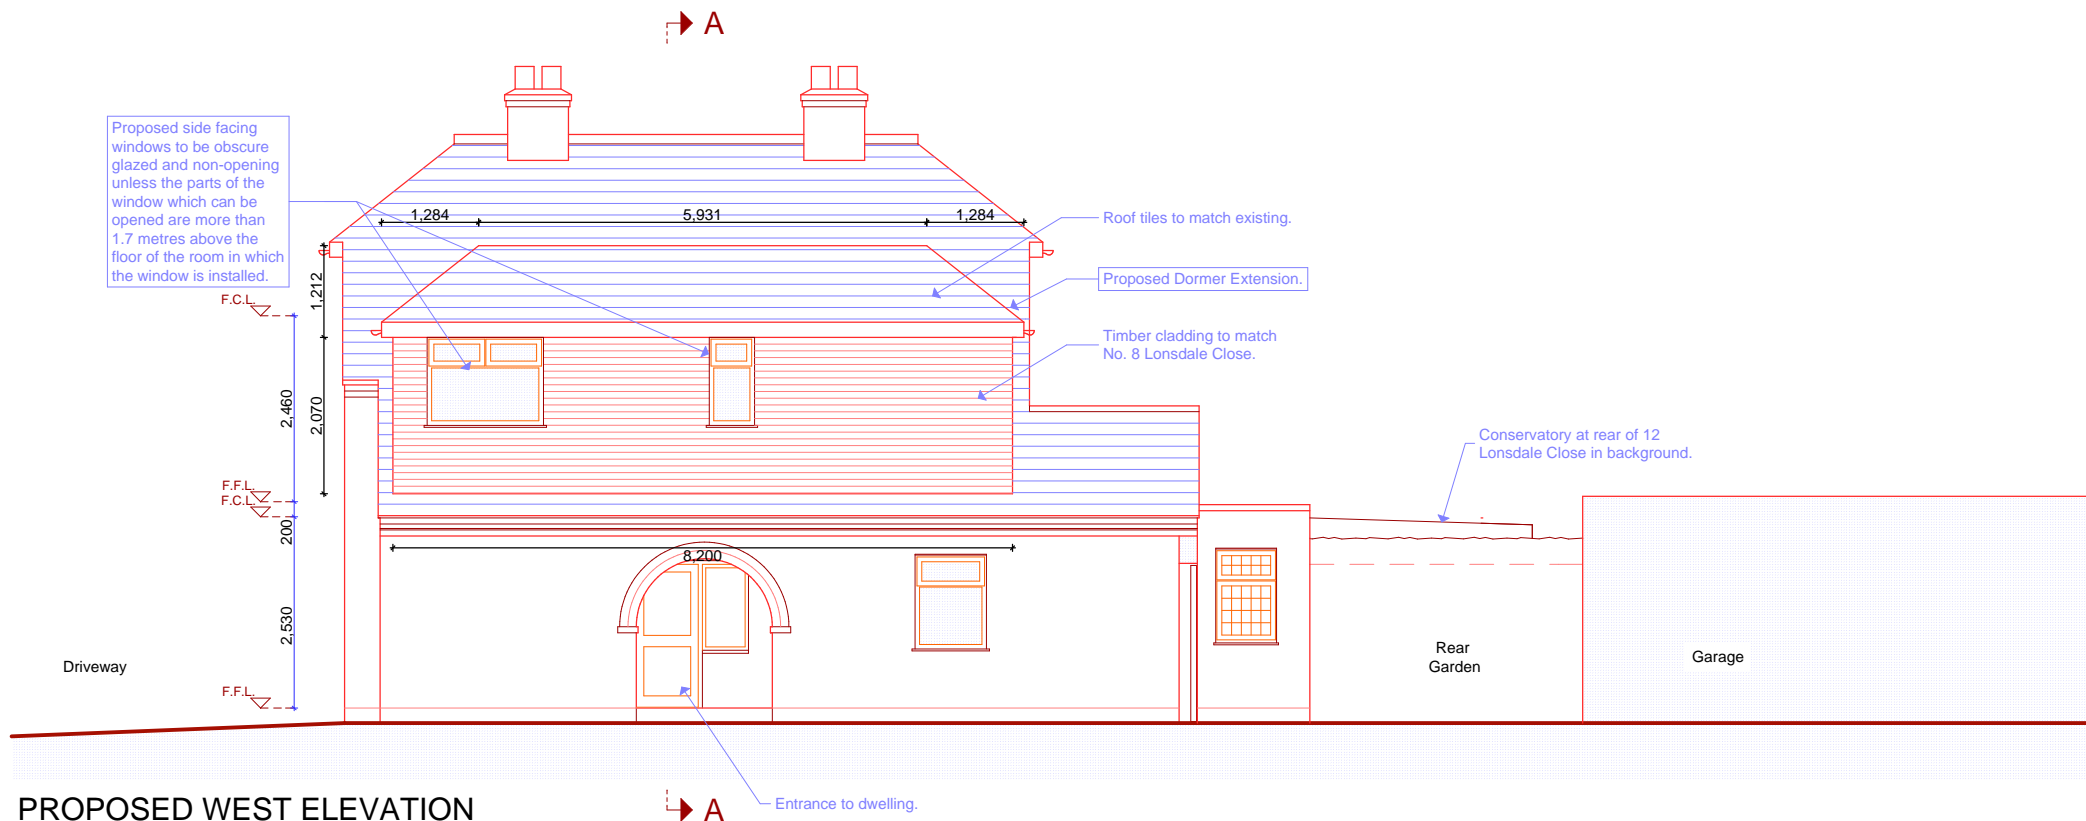 A
Proposed side facing
windows to be obscure
glazed and non-opening
unless the parts of the
window which can be
opened are more than
1.7 metres above the
floor of the room in which
the window is installed.
1,284
5,931
1,284
Roof tiles to match existing.
Proposed Dormer Extension.
1,212
F.C.L.
Timber cladding to match
No. 8 Lonsdale Close.
2,460
2,070
Conservatory at rear of 12
Lonsdale Close in background.
F.F.L.
F.C.L.
200
8,200
2,530
Rear
Garden
Garage
Driveway
F.F.L.
Entrance to dwelling.
PROPOSED WEST ELEVATION
A